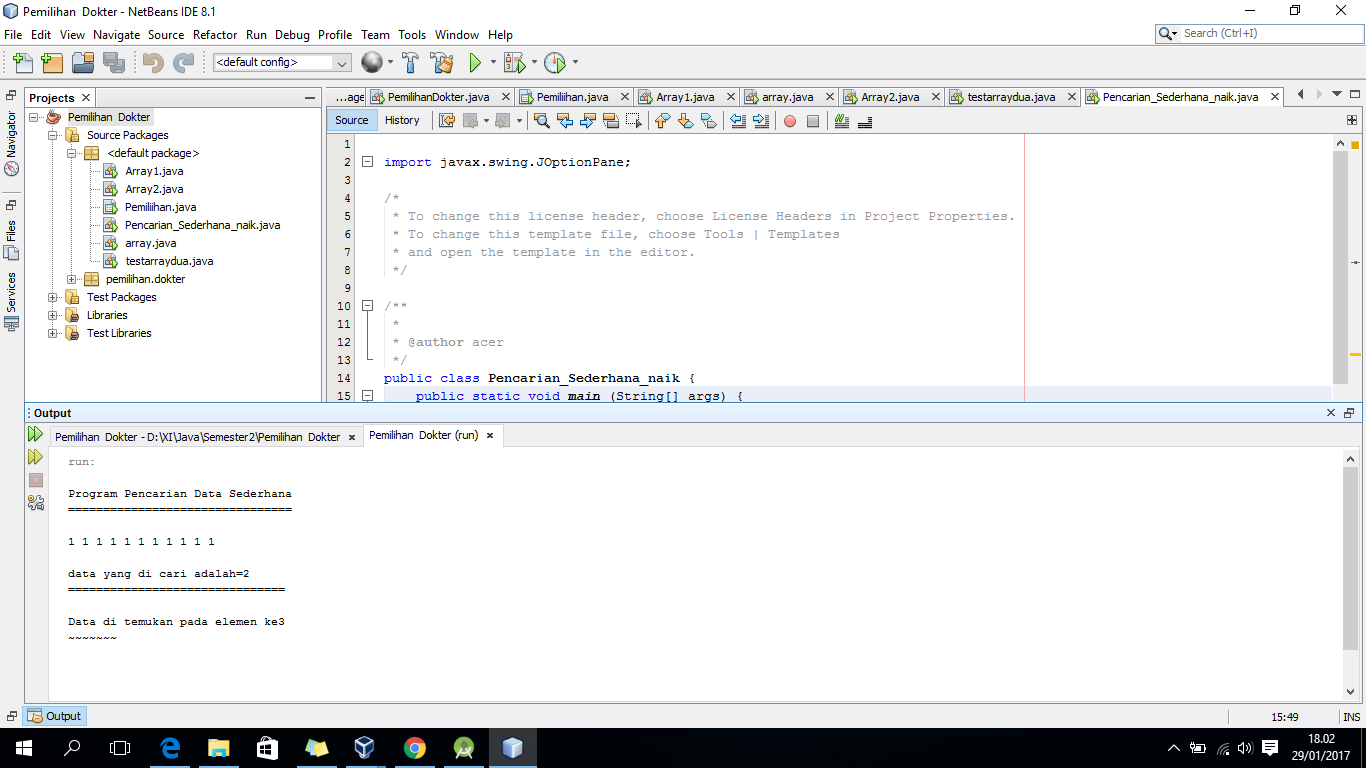 Pemilihan Dokter - NetBeans IDE 8.1
File Edit View Navigate Source Refactor Run Debug Profile Team Tools Window Help
Search (Ctrl+I)
<default config>
Projects
...age PemilihanDokter.java Pemiliihan.java Array1.java array.java Array2.java testarraydua.java Pencarian_Sederhana_naik.java
Navigator
Files
Services
Pemilihan Dokter
Source Packages
<default package>
Array1.java
Array2.java
Pemiliihan.java
Pencarian_Sederhana_naik.java
array.java
testarraydua.java
pemilihan.dokter
Test Packages
Libraries
Test Libraries
Source History
1
2 import javax.swing.JOptionPane;
3
4 /*
5 * To change this license header, choose License Headers in Project Properties.
6 * To change this template file, choose Tools | Templates
7 * and open the template in the editor.
8 */
9
10 /**
11 *
12 * @author acer
13 */
14 public class Pencarian_Sederhana_naik {
15 public static void main (String[] args) {
Output
Pemilihan Dokter - D:\XI\Java\Semester2\Pemilihan Dokter Pemilihan Dokter (run)
run:
Program Pencarian Data Sederhana
================================
1 1 1 1 1 1 1 1 1 1 1
data yang di cari adalah=2
===============================
Data di temukan pada elemen ke3
~~~~~~~
Output
15:49 INS
18.02
29/01/2017